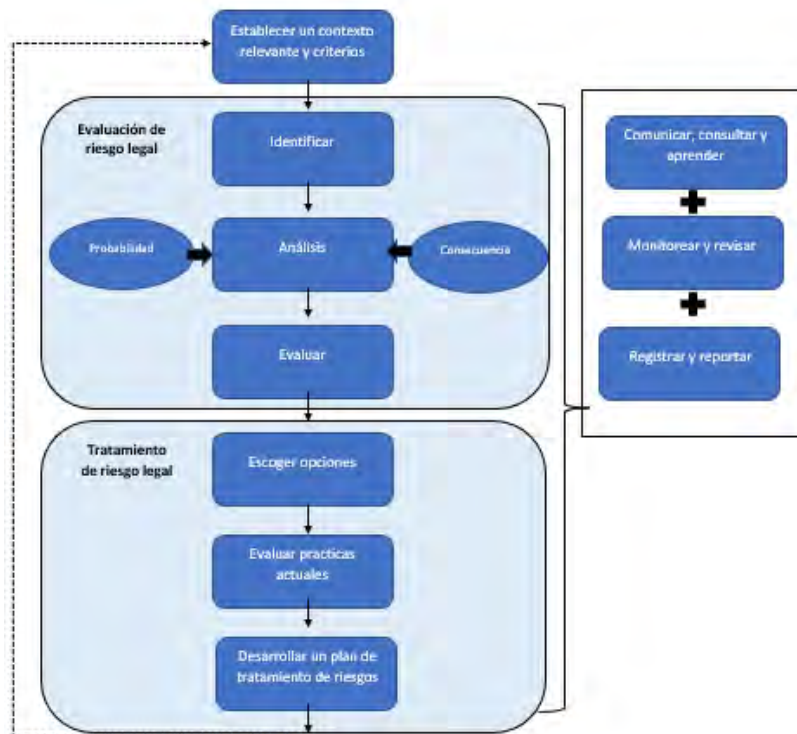 Establecer un contexto
relevante y criterios
Evaluación de
riesgo legal
Identificar
Probabilidad
Análisis
Consecuencia
Evaluar
Tratamiento
de riesgo legal
Escoger opciones
Evaluar practicas
actuales
Desarrollar un plan de
tratamiento de riesgos
Comunicar, consultar y
aprender
Monitorear y revisar
Registrar y reportar